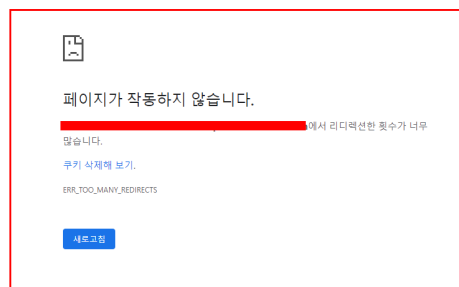 페이지가 작동하지 않습니다.
에서 리디렉션한 횟수가 너무
많습니다.
쿠키 삭제해 보기.
ERR_TOO_MANY_REDIRECTS
새로고침